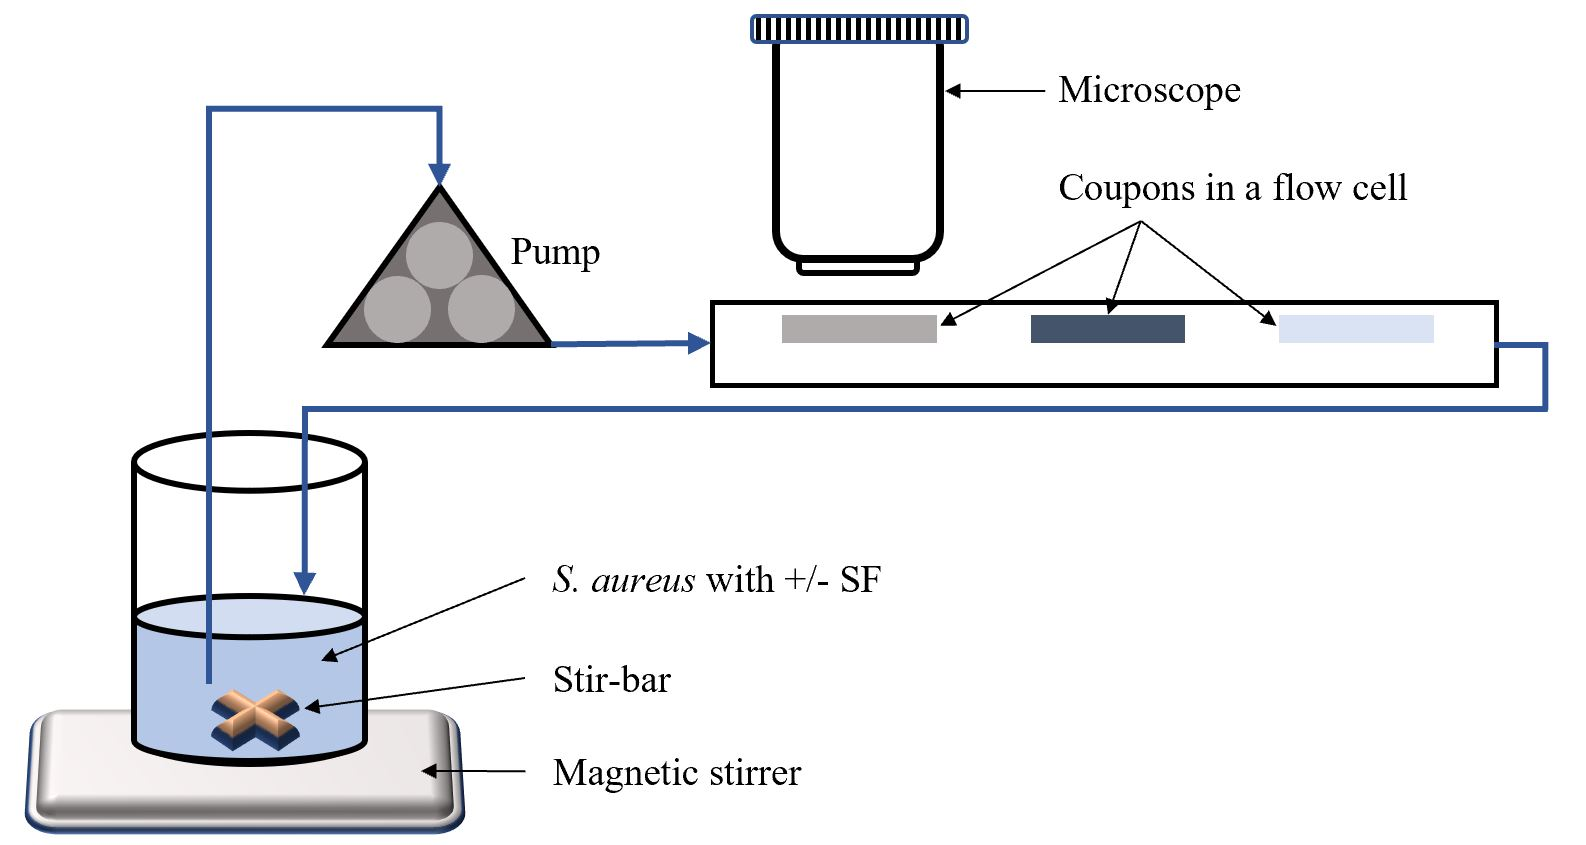 Microscope
Coupons in a flow cell
Pump
S. aureus with +/- SF
Stir-bar
Magnetic stirrer